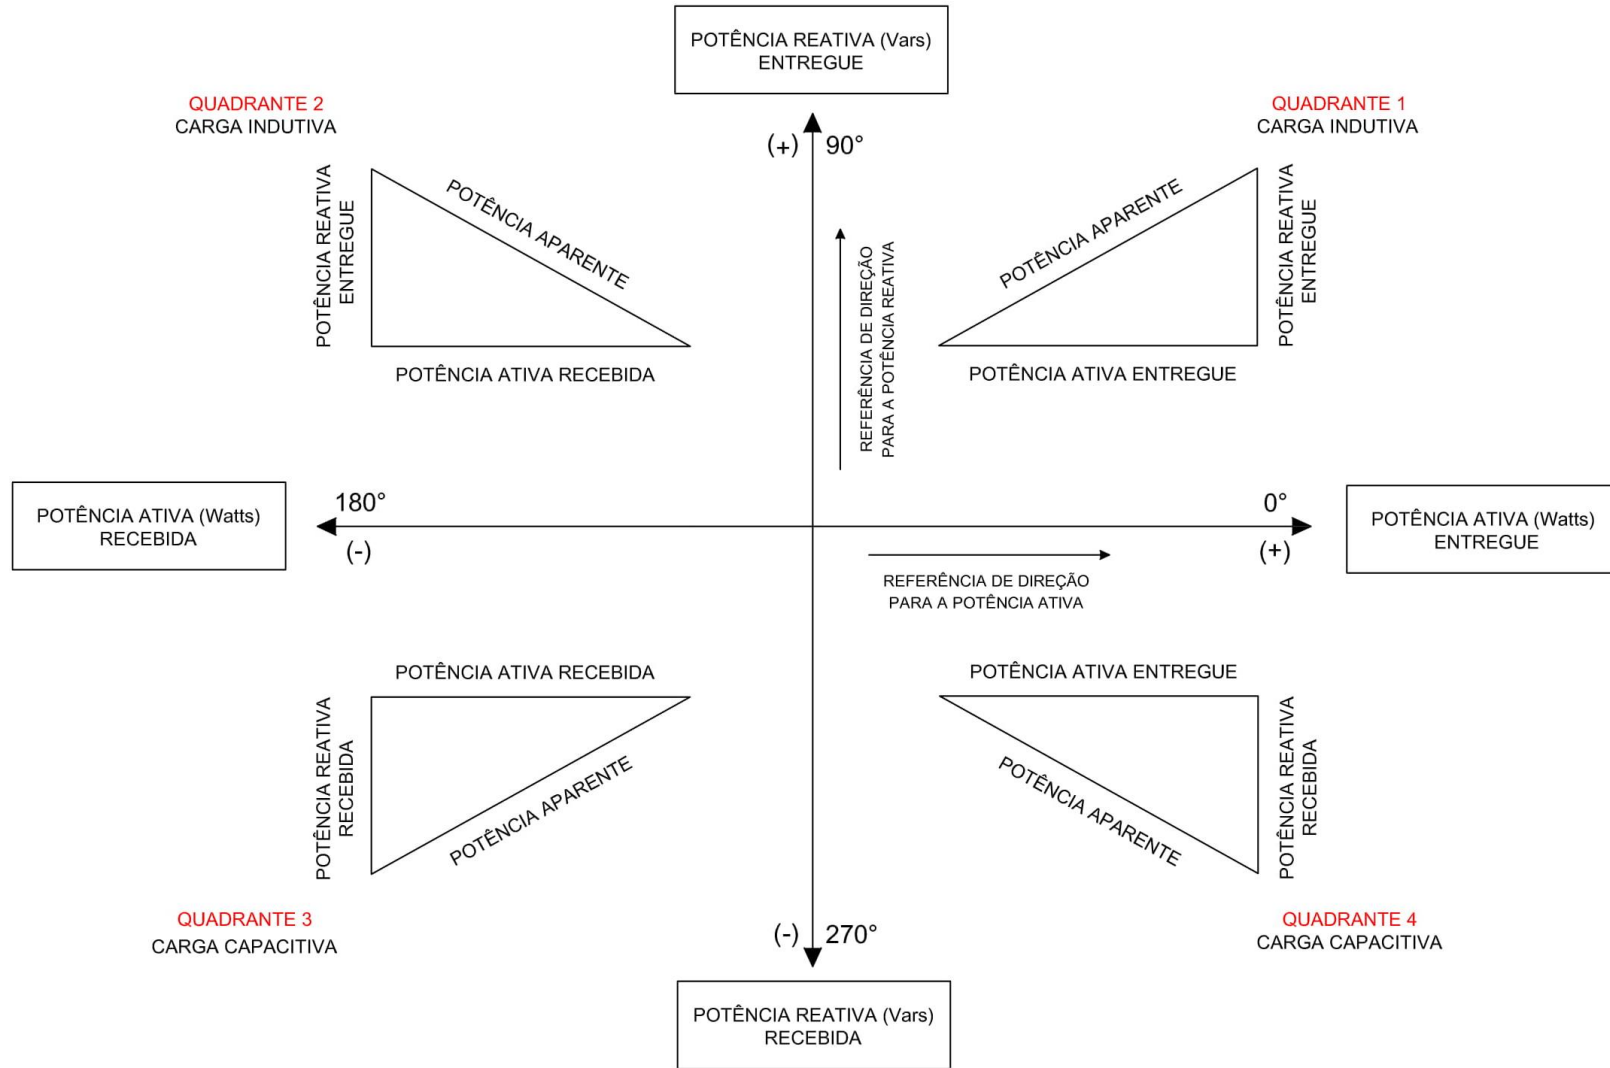 POTÊNCIA REATIVA (Vars)
ENTREGUE
QUADRANTE 2
CARGA INDUTIVA
QUADRANTE 1
CARGA INDUTIVA
(+)
90°
POTÊNCIA REATIVA
ENTREGUE
POTÊNCIA APARENTE
POTÊNCIA ATIVA RECEBIDA
REFERÊNCIA DE DIREÇÃO
PARA A POTÊNCIA REATIVA
POTÊNCIA APARENTE
POTÊNCIA REATIVA
ENTREGUE
POTÊNCIA ATIVA ENTREGUE
POTÊNCIA ATIVA (Watts)
RECEBIDA
180°
(-)
0°
(+)
POTÊNCIA ATIVA (Watts)
ENTREGUE
REFERÊNCIA DE DIREÇÃO
PARA A POTÊNCIA ATIVA
POTÊNCIA ATIVA RECEBIDA
POTÊNCIA REATIVA
RECEBIDA
POTÊNCIA APARENTE
POTÊNCIA ATIVA ENTREGUE
POTÊNCIA APARENTE
POTÊNCIA REATIVA
RECEBIDA
QUADRANTE 3
CARGA CAPACITIVA
(-)
270°
QUADRANTE 4
CARGA CAPACITIVA
POTÊNCIA REATIVA (Vars)
RECEBIDA